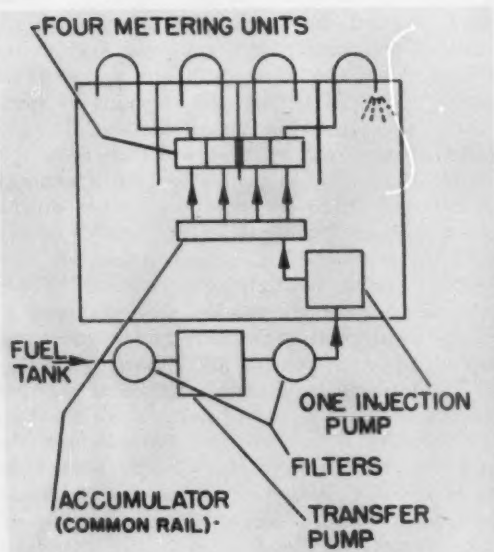 FOUR METERING UNITS
FUEL
TANK
ONE INJECTION
PUMP
FILTERS
ACCUMULATOR
(COMMON RAIL)-
TRANSFER
PUMP